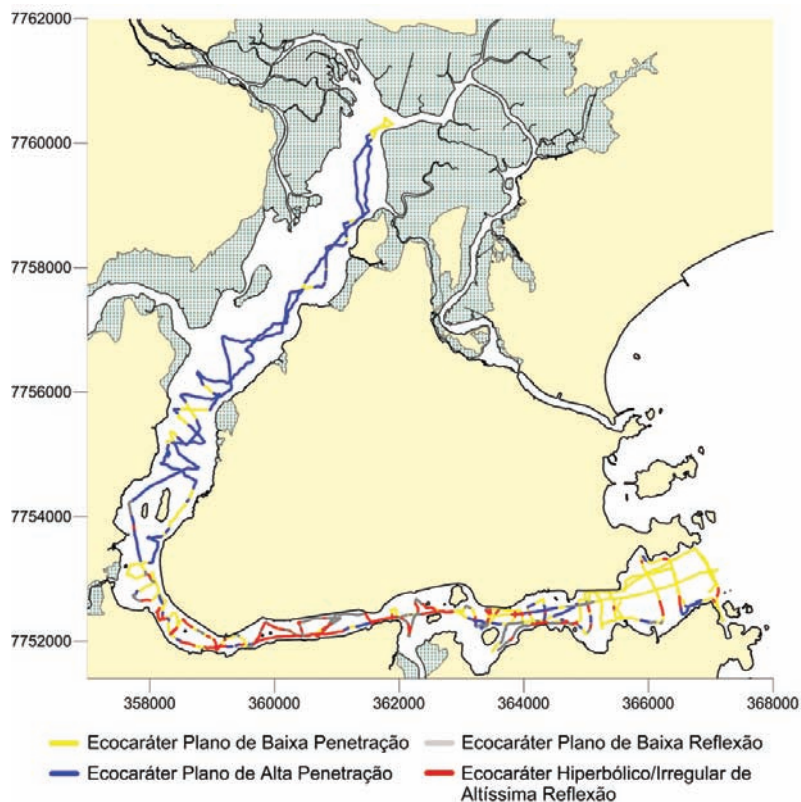 7762000
7760000
7758000
7756000
7754000
7752000
358000 360000 362000 364000 366000 368000
Ecocaráter Plano de Baixa Penetração
Ecocaráter Plano de Baixa Reflexão
Ecocaráter Plano de Alta Penetração
Ecocaráter Hiperbólico/Irregular de
Altíssima Reflexão